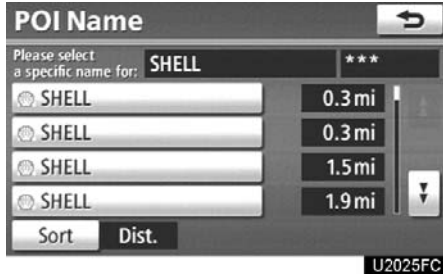 POI Name
Please select
a specific name for: SHELL ***
SHELL 0.3 mi
SHELL 0.3 mi
SHELL 1.5 mi
SHELL 1.9 mi
Sort Dist.
U2025FC